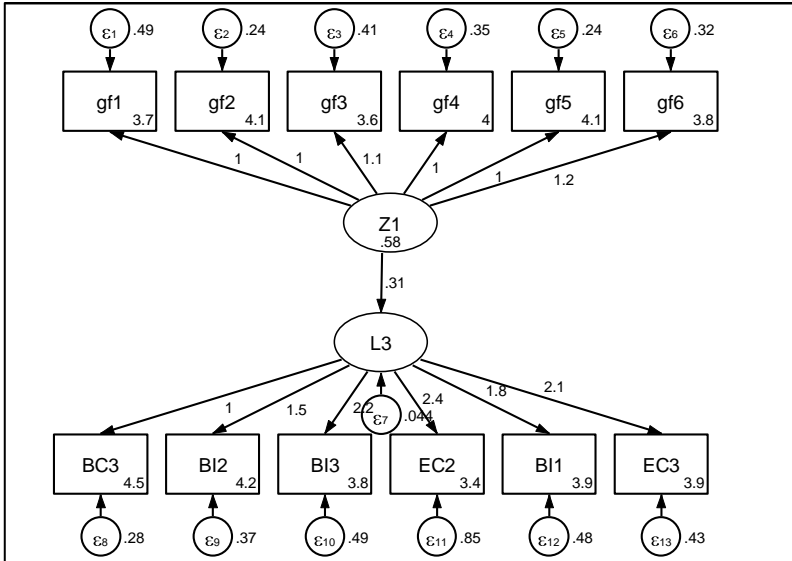 ε1 .49 ε2 .24 ε3 .41 ε4 .35 ε5 .24 ε6 .32
gf1 gf2 gf3 gf4 gf5 gf6
3.7 4.1 3.6 4 4.1 3.8
1 1 1.1 1 1 1.2
Z1
.58
.31
L3
1 1.5 2.2 2.4 1.8 2.1
ε7 .044
BC3 BI2 BI3 EC2 BI1 EC3
4.5 4.2 3.8 3.4 3.9 3.9
ε8 .28 ε9 .37 ε10 .49 ε11 .85 ε12 .48 ε13 .43